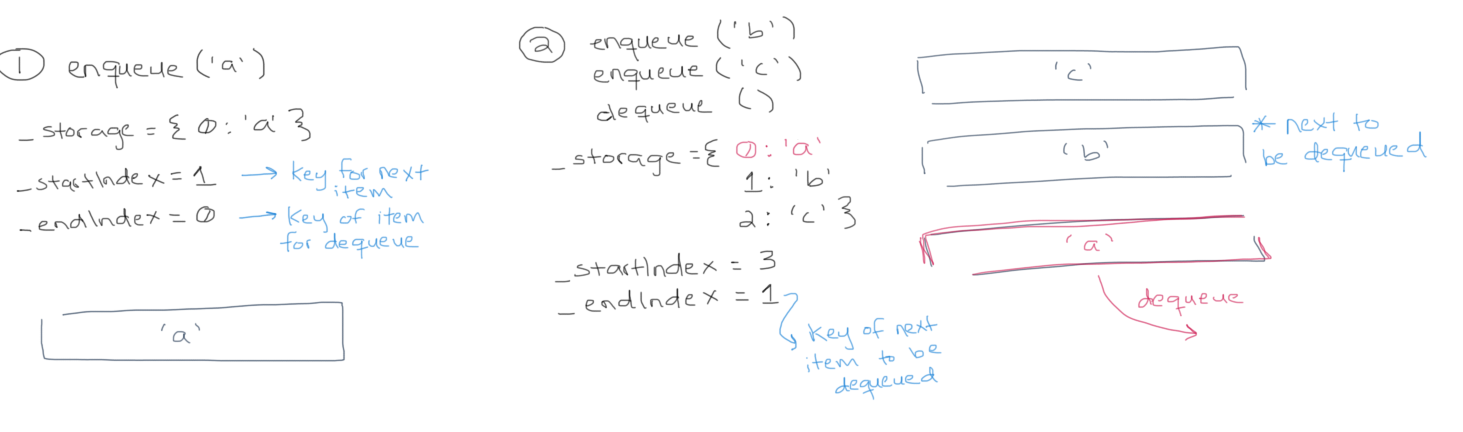 ① enqueue ('a')
_storage = { 0: 'a' }
_startIndex = 1 → key for next
item
_endIndex = 0 → key of item
for dequeue
'a'
② enqueue ('b')
enqueue ('c')
dequeue ()
_storage = { 0: 'a'
1: 'b'
2: 'c' }
_startIndex = 3
_endIndex = 1
key of next
item to be
dequeued
'c'
'b'
* next to
be dequeued
'a'
dequeue